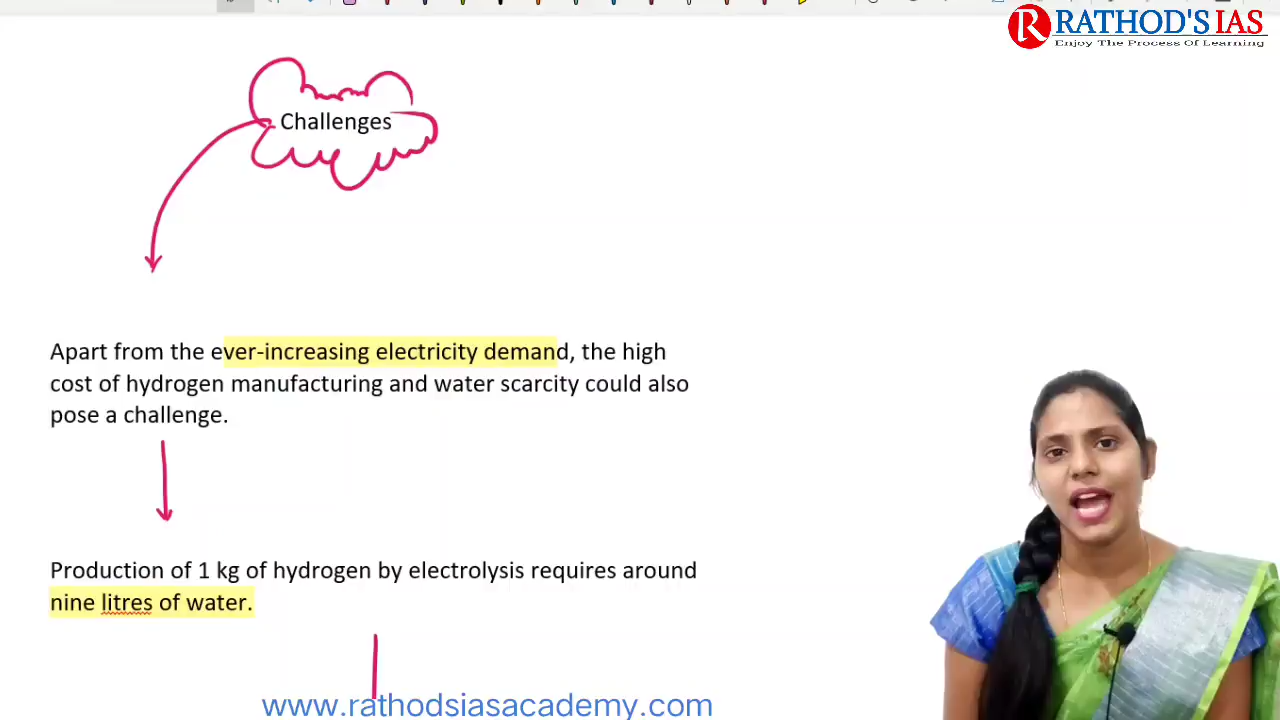 R RATHOD'S IAS
Enjoy The Process Of Learning
Challenges
Apart from the ever-increasing electricity demand, the high
cost of hydrogen manufacturing and water scarcity could also
pose a challenge.
Production of 1 kg of hydrogen by electrolysis requires around
nine litres of water.
www.rathodsiasacademy.com